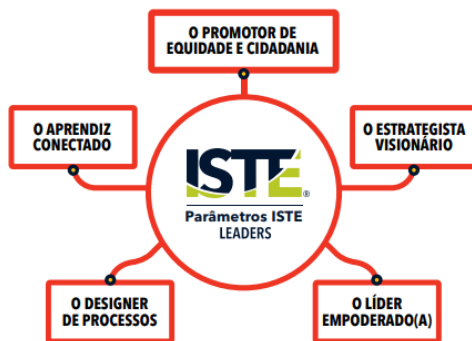 O PROMOTOR DE
EQUIDADE E CIDADANIA
O APRENDIZ
CONECTADO
O ESTRATEGISTA
VISIONÁRIO
ISTE®
Parâmetros ISTE
LEADERS
O DESIGNER
DE PROCESSOS
O LÍDER
EMPODERADO(A)